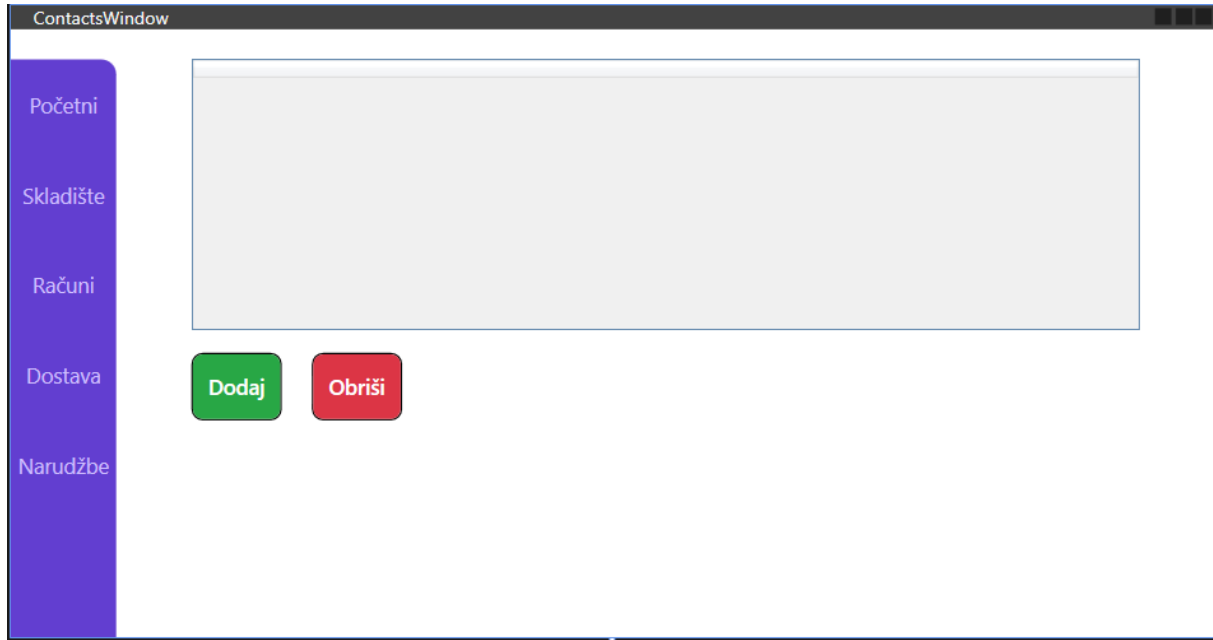 ContactsWindow
Početni
Skladište
Računi
Dostava
Narudžbe
Dodaj
Obriši